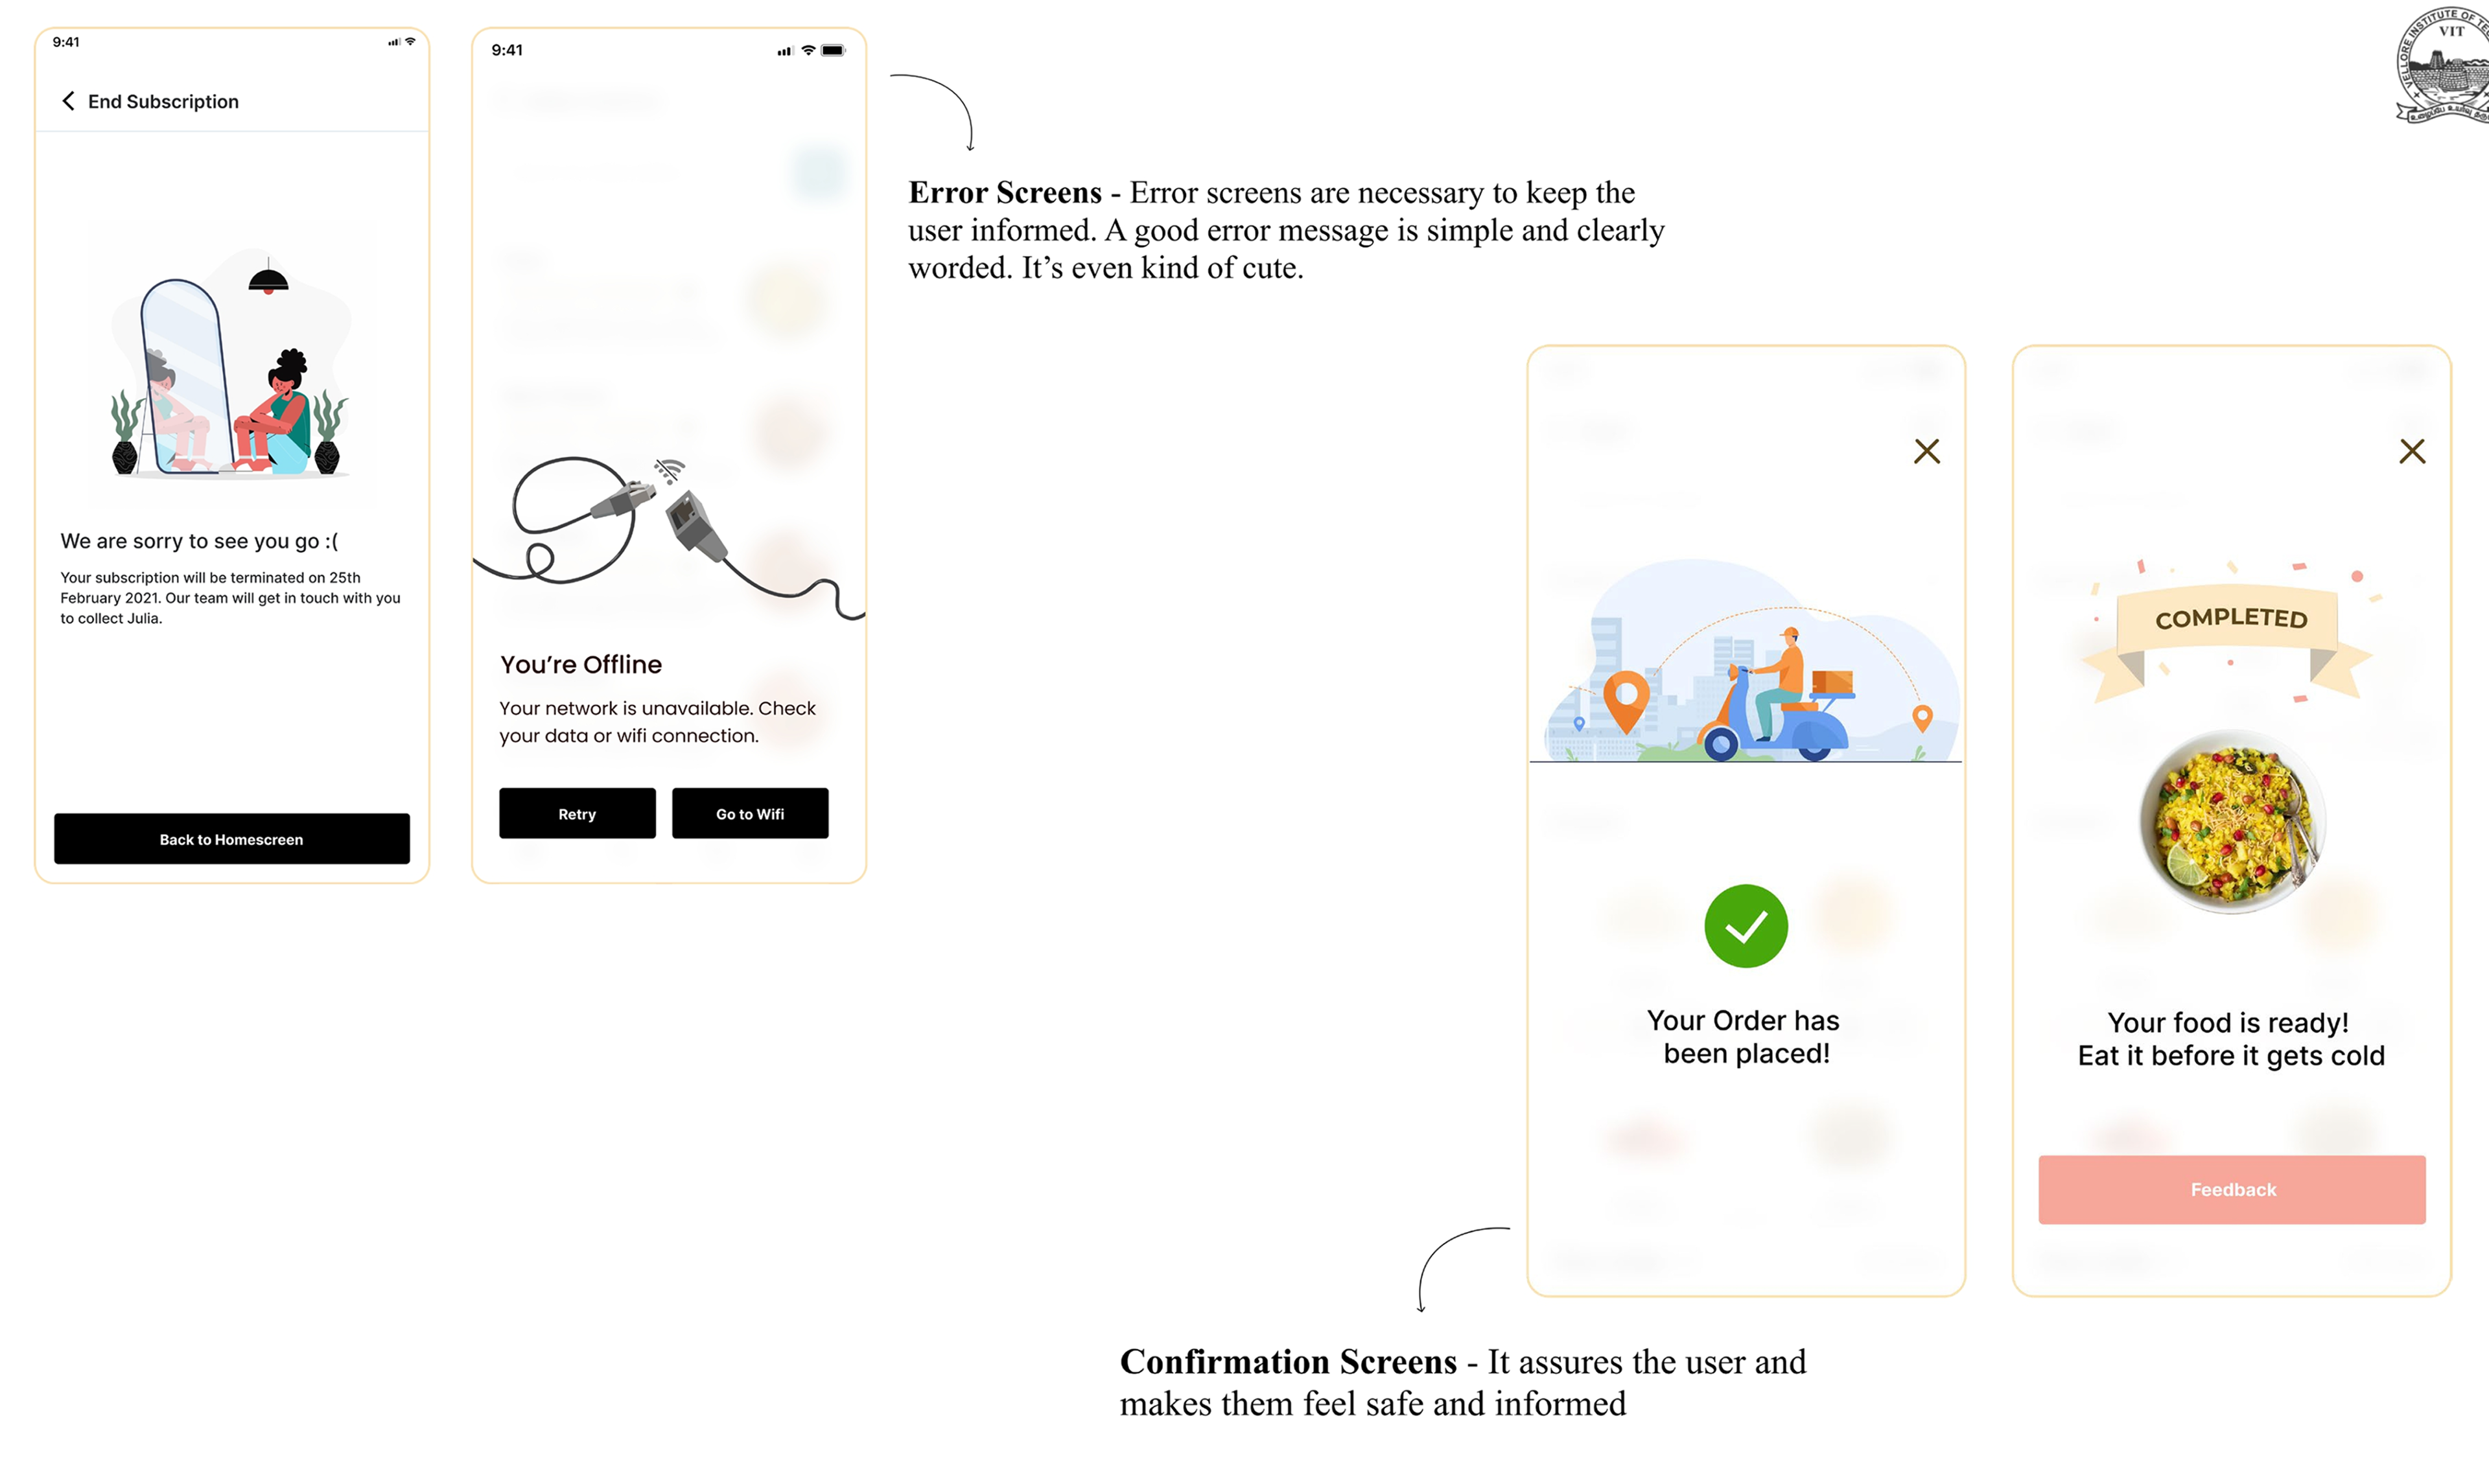 9:41
End Subscription
We are sorry to see you go :(
Your subscription will be terminated on 25th
February 2021. Our team will get in touch with you
to collect Julia.
Back to Homescreen
9:41
You’re Offline
Your network is unavailable. Check
your data or wifi connection.
Retry
Go to Wifi
Error Screens - Error screens are necessary to keep the
user informed. A good error message is simple and clearly
worded. It’s even kind of cute.
VELLORE INSTITUTE OF
VIT
Your Order has
been placed!
COMPLETED
Your food is ready!
Eat it before it gets cold
Feedback
Confirmation Screens - It assures the user and
makes them feel safe and informed